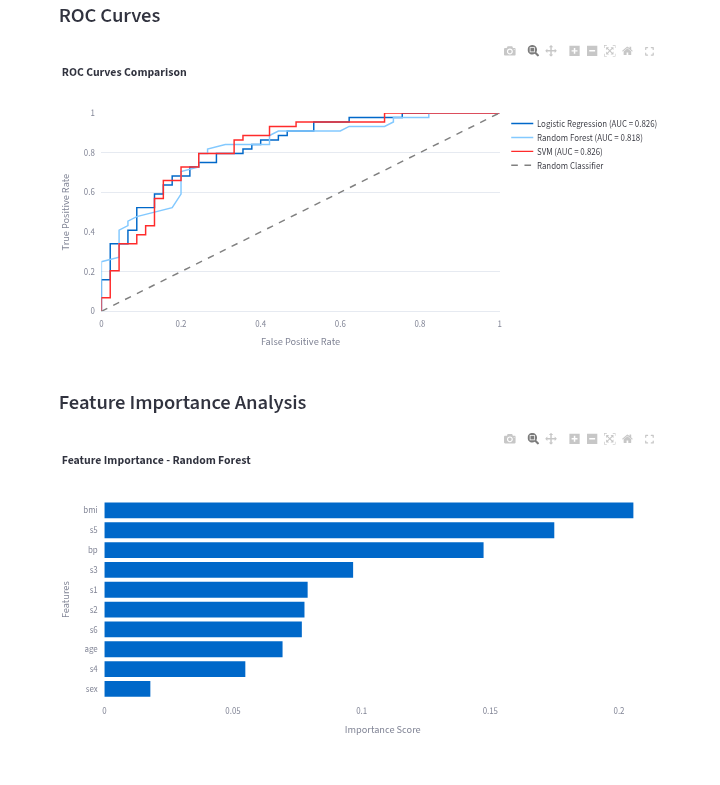 ROC Curves
ROC Curves Comparison
1
0.8
0.6
0.4
0.2
0
True Positive Rate
0 0.2 0.4 0.6 0.8 1
False Positive Rate
Logistic Regression (AUC = 0.826)
Random Forest (AUC = 0.818)
SVM (AUC = 0.826)
Random Classifier
Feature Importance Analysis
Feature Importance - Random Forest
bmi
s5
bp
s3
s1
s2
s6
age
s4
sex
Features
0 0.05 0.1 0.15 0.2
Importance Score